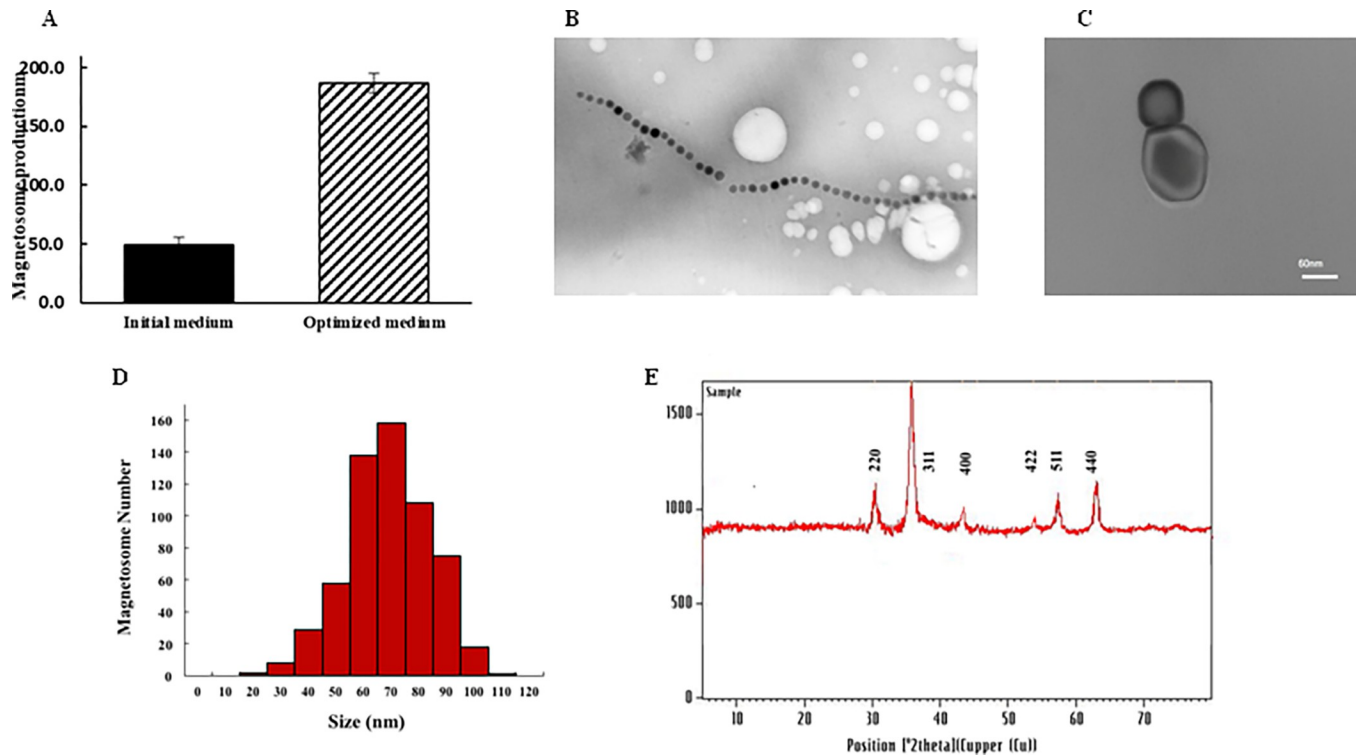 A
Magnetosome productionm
200.0
150.0
100.0
50.0
0.0
Initial medium
Optimized medium
B
C
60nm
D
Magnetosome Number
160
140
120
100
80
60
40
20
0
0 10 20 30 40 50 60 70 80 90 100 110 120
Size (nm)
E
Sample
1500
1000
500
0
220
311
400
422
511
440
10 20 30 40 50 60 70
Position [°2theta](Cupper (Cu))